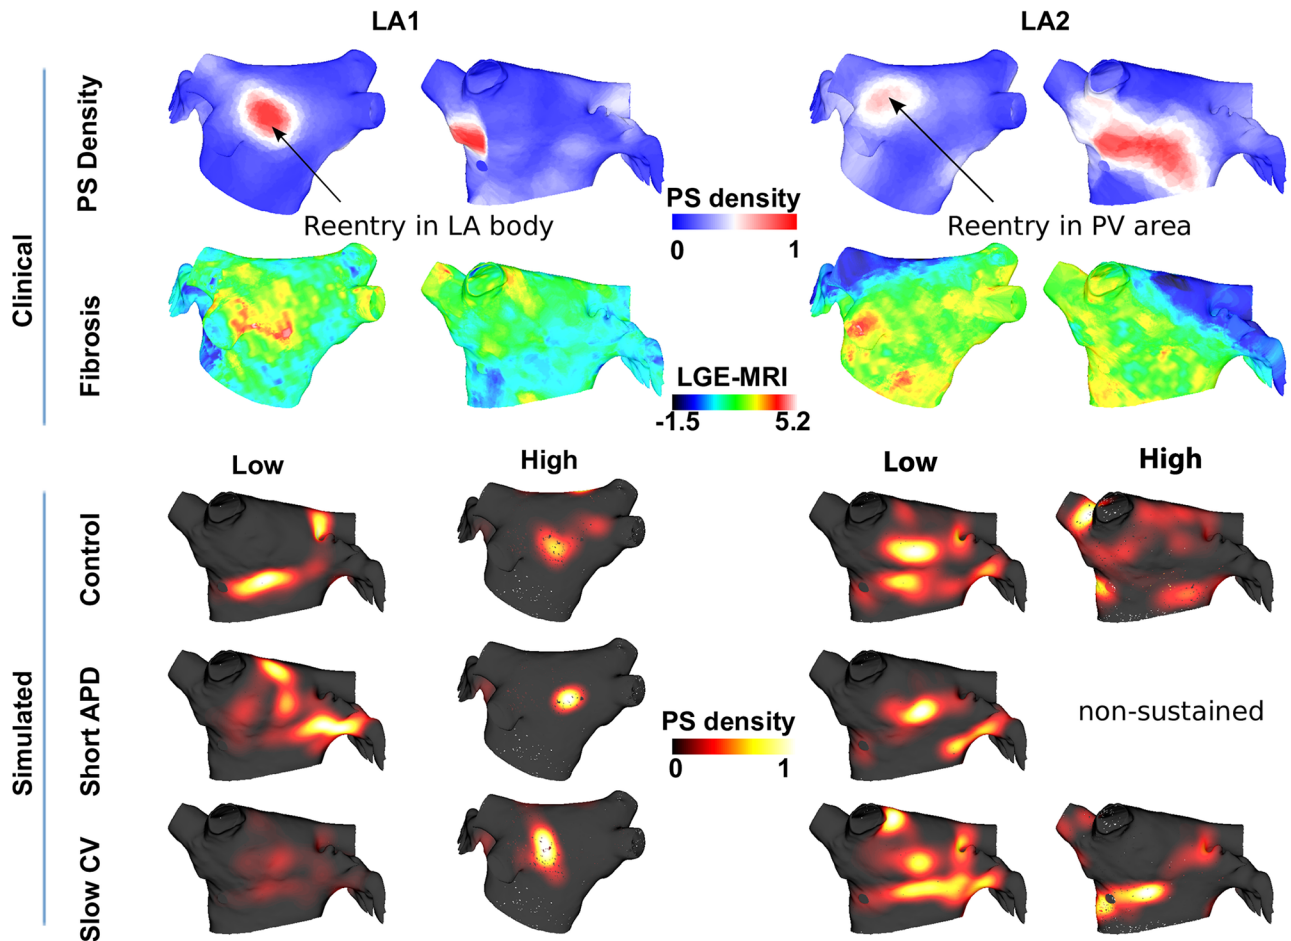 LA1
LA2
Clinical
PS Density
PS density
0
1
Reentry in LA body
Reentry in PV area
Fibrosis
LGE-MRI
-1.5
5.2
Low
High
Low
High
Simulated
Control
Short APD
PS density
0
1
non-sustained
Slow CV